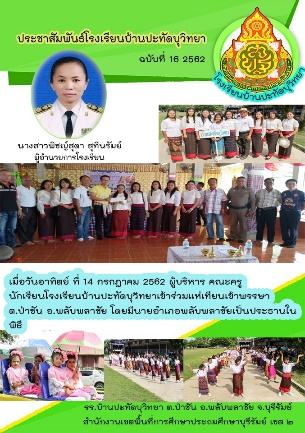 ประชาสัมพันธ์โรงเรียนบ้านปะทัดบุวิทยา
ฉบับที่ 16 2562
โรงเรียนบ้านปะทัดบุวิทยา
นางสาวพิชญ์สุดา สุทินรัมย์
ผู้อำนวยการโรงเรียน
เมื่อวันอาทิตย์ ที่ 14 กรกฎาคม 2562 ผู้บริหาร คณะครู
นักเรียนโรงเรียนบ้านปะทัดบุวิทยาเข้าร่วมแห่เทียนเข้าพรรษา
ต.ป่าชัน อ.พลับพลาชัย โดยมีนายอำเภอพลับพลาชัยเป็นประธานใน
พิธี
รร.บ้านปะทัดบุวิทยา ต.ป่าชัน อ.พลับพลาชัย จ.บุรีรัมย์
สำนักงานเขตพื้นที่การศึกษาประถมศึกษาบุรีรัมย์ เขต ๒